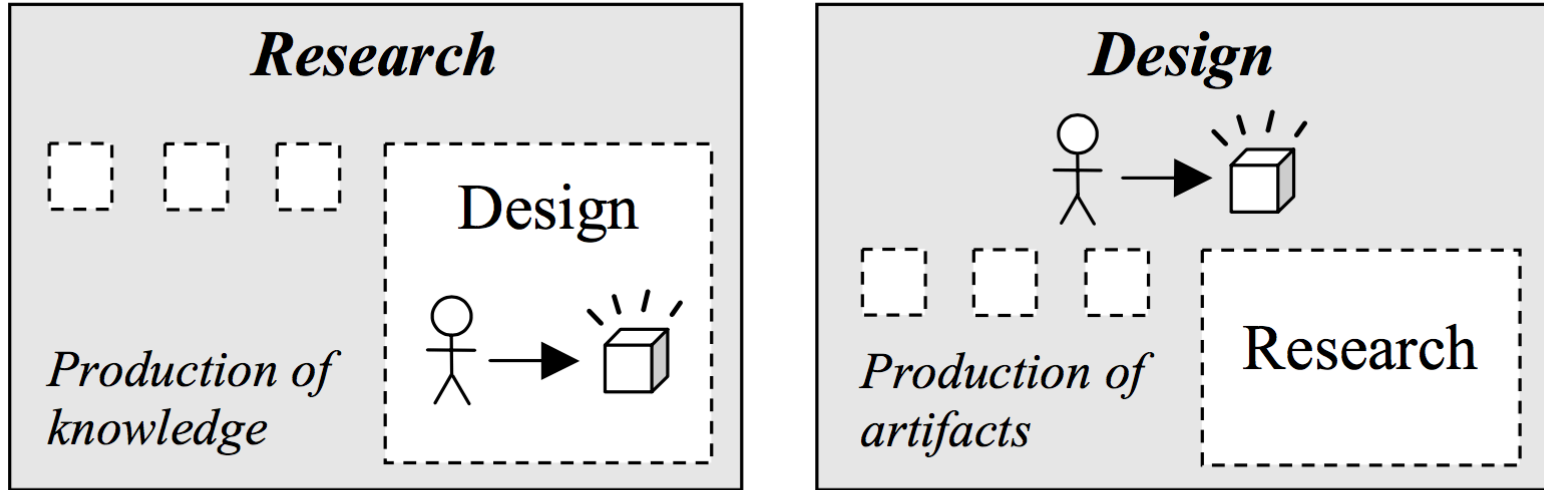 Research
Design
Production of
knowledge
Design
Research
Production of
artifacts